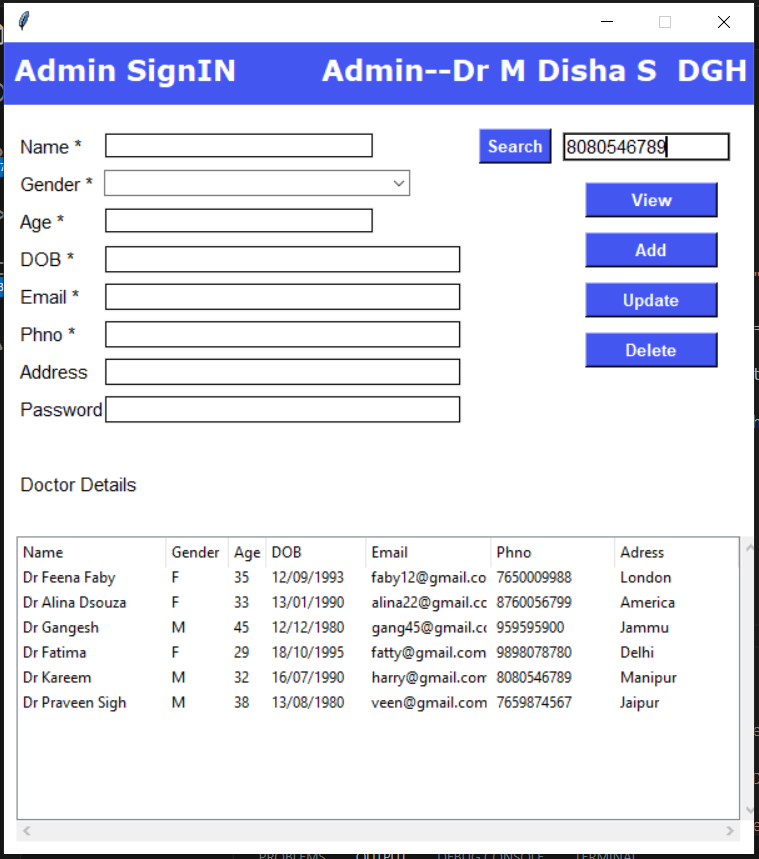 Admin SignIN Admin--Dr M Disha S DGH
Name * Search 8080546789
Gender * View
Age *
DOB * Add
Email * Update
Phno *
Address Delete
Password
Doctor Details
Name Gender Age DOB Email Phno Adress
Dr Feena Faby F 35 12/09/1993 faby12@gmail.co 7650009988 London
Dr Alina Dsouza F 33 13/01/1990 alina22@gmail.cc 8760056799 America
Dr Gangesh M 45 12/12/1980 gang45@gmail.cc 959595900 Jammu
Dr Fatima F 29 18/10/1995 fatty@gmail.com 9898078780 Delhi
Dr Kareem M 32 16/07/1990 harry@gmail.com 8080546789 Manipur
Dr Praveen Sigh M 38 13/08/1980 veen@gmail.com 7659874567 Jaipur
PROBLEMS OUTPUT DEBUG CONSOLE TERMINAL